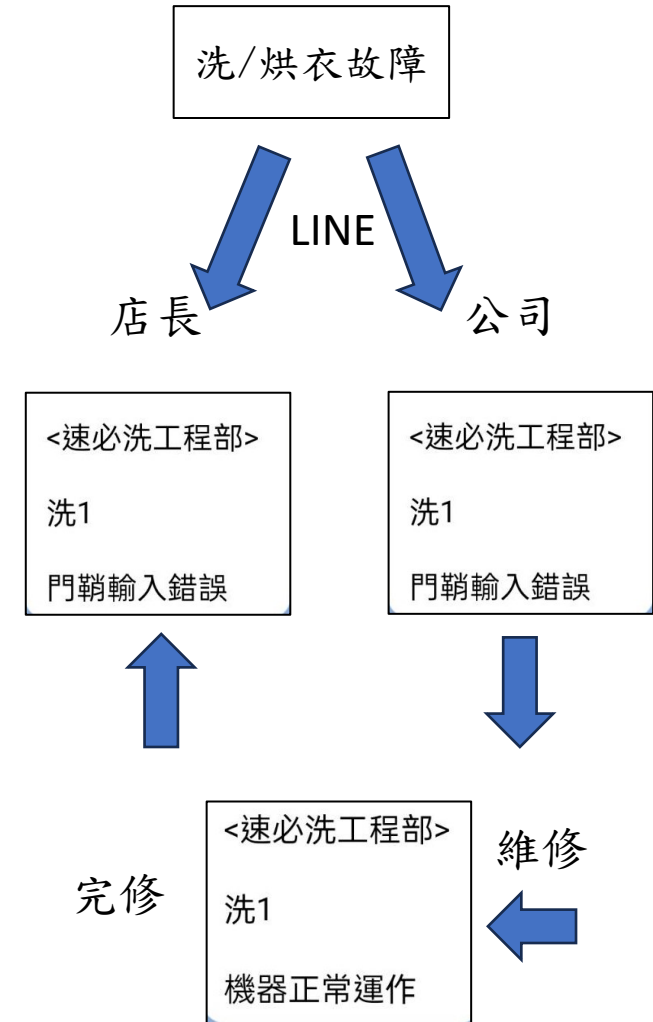 洗/烘衣故障
LINE
店長
公司
<速必洗工程部>
洗1
門鞘輸入錯誤
<速必洗工程部>
洗1
門鞘輸入錯誤
維修
<速必洗工程部>
洗1
機器正常運作
完修